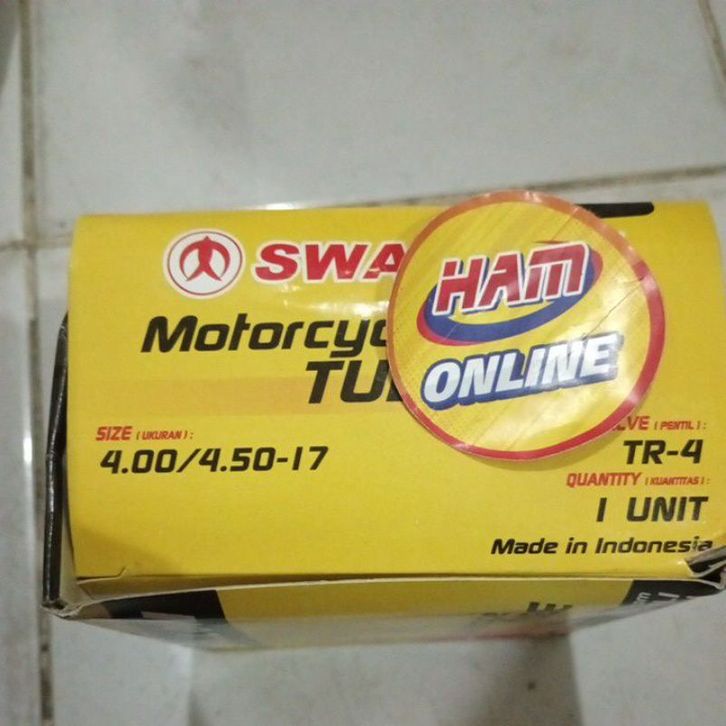 SWA
HAM
ONLINE
Motorcyc
TU
SIZE (UKURAN):
4.00/4.50-17
LVE (PENTIL):
TR-4
QUANTITY (KUANTITAS):
1 UNIT
Made in Indonesia